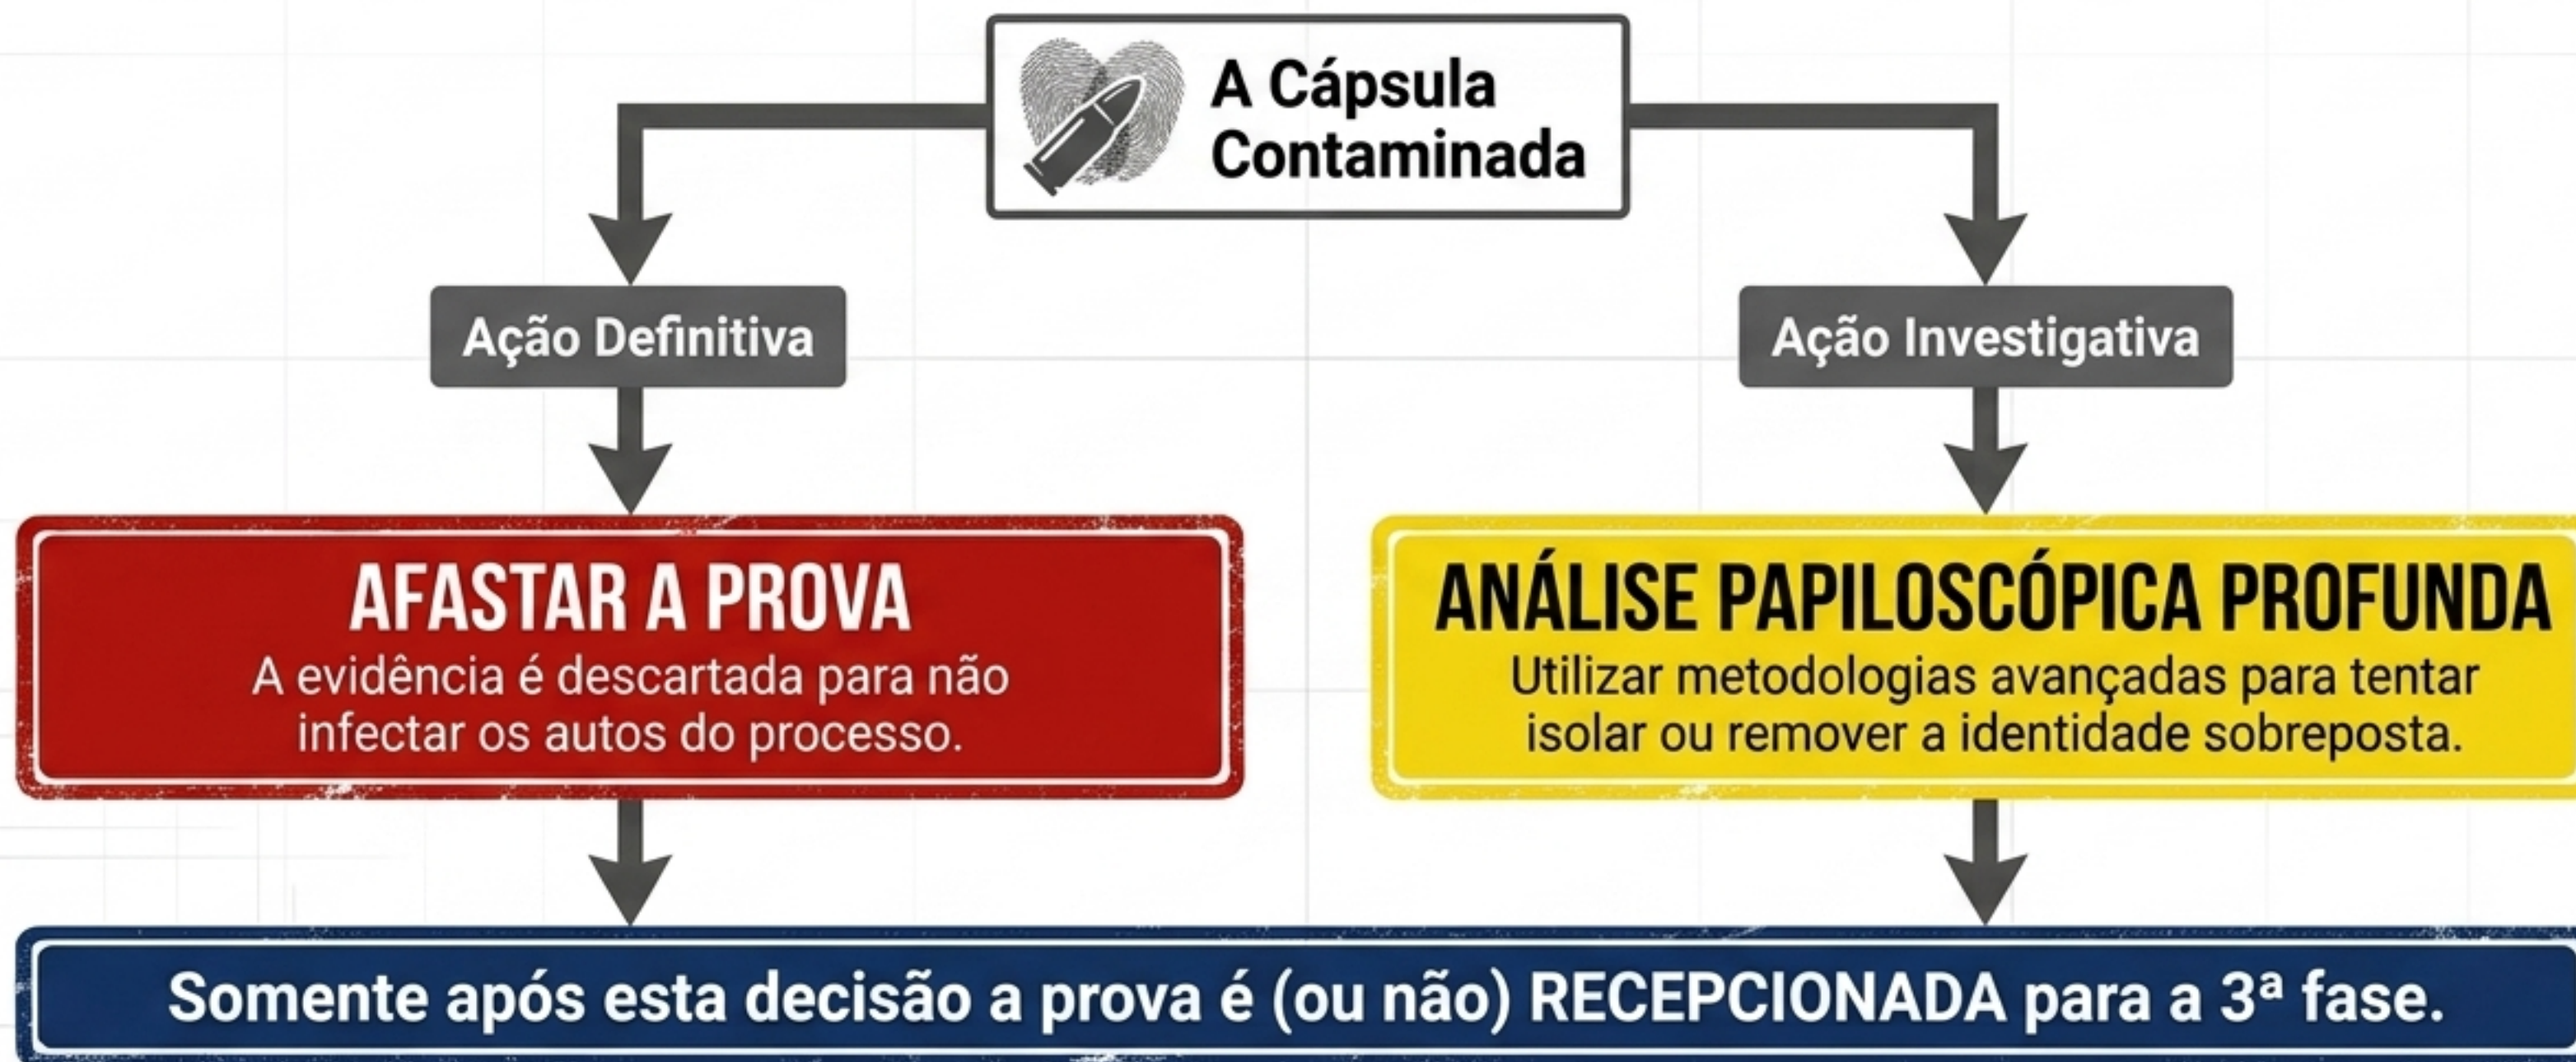 A Cápsula
Contaminada
Ação Definitiva
Ação Investigativa
AFASTAR A PROVA
A evidência é descartada para não
infectar os autos do processo.
ANÁLISE PAPILOSCÓPICA PROFUNDA
Utilizar metodologias avançadas para tentar
isolar ou remover a identidade sobreposta.
Somente após esta decisão a prova é (ou não) RECEPCIONADA para a 3ª fase.